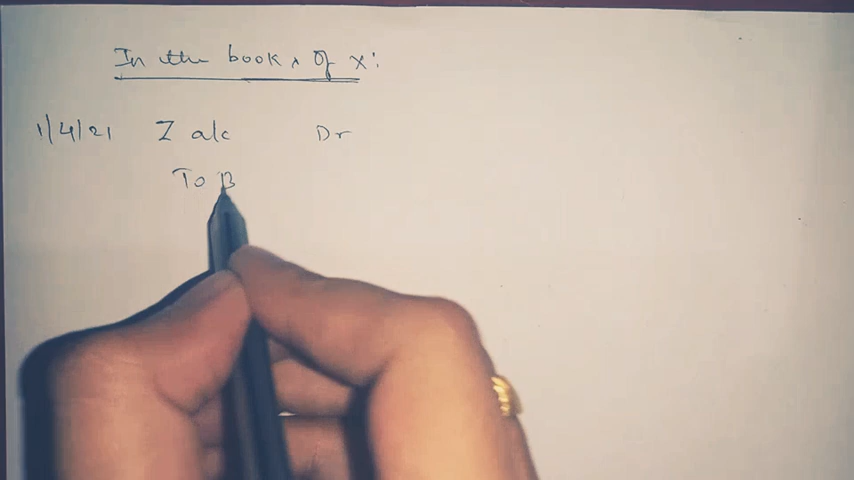 In the books of X:
1/4/21 Z a/c Dr
To B